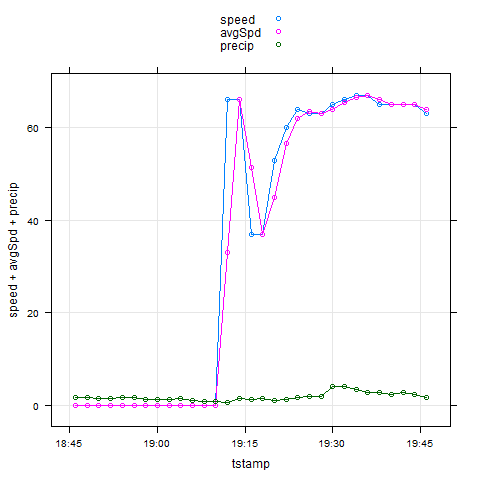 speed
avgSpd
precip
60
40
20
0
speed + avgSpd + precip
18:45 19:00 19:15 19:30 19:45
tstamp